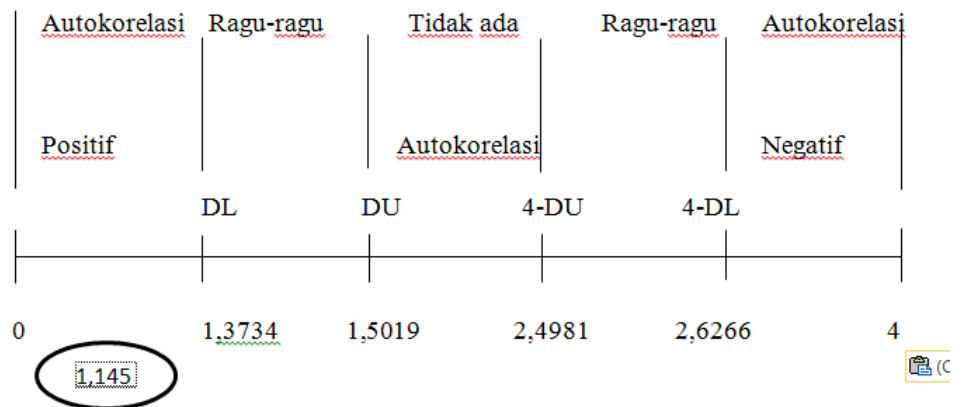 Autokorelasi Ragu-ragu Tidak ada Ragu-ragu Autokorelasi
Positif Autokorelasi Negatif
DL DU 4-DU 4-DL
0 1,3734 1,5019 2,4981 2,6266 4
1,145
(C